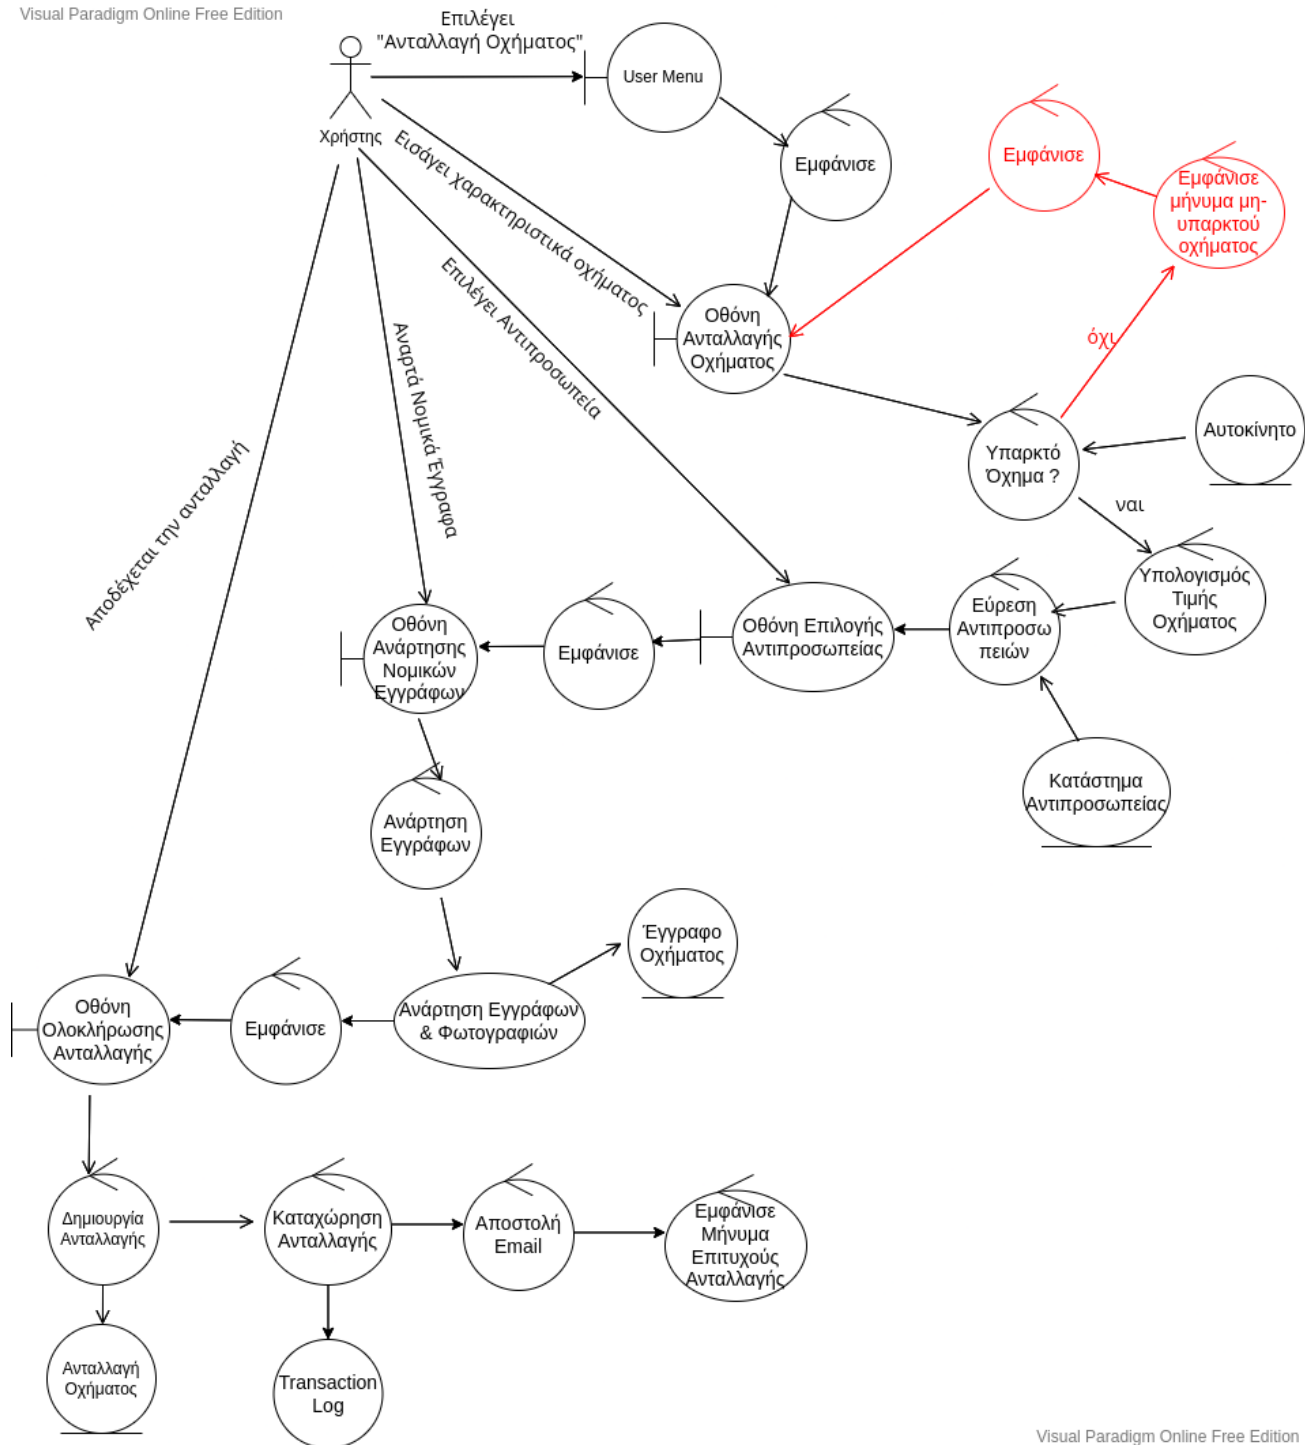 Visual Paradigm Online Free Edition
Επιλέγει
"Ανταλλαγή Οχήματος"
User Menu
Χρήστης
Εμφάνισε
Εμφάνισε
Εμφάνισε
μήνυμα μη-
υπαρκτού
οχήματος
Εισάγει χαρακτηριστικά οχήματος
Επιλέγει Αντιπροσωπεία
Αναρτά Νομικά Έγγραφα
Αποδέχεται την ανταλλαγή
Οθόνη
Ανταλλαγής
Οχήματος
όχι
Υπαρκτό
Όχημα ?
Αυτοκίνητο
ναι
Υπολογισμός
Τιμής
Οχήματος
Εύρεση
Αντιπροσω
πειών
Οθόνη Επιλογής
Αντιπροσωπείας
Εμφάνισε
Οθόνη
Ανάρτησης
Νομικών
Εγγράφων
Κατάστημα
Αντιπροσωπείας
Ανάρτηση
Εγγράφων
Έγγραφο
Οχήματος
Ανάρτηση Εγγράφων
& Φωτογραφιών
Εμφάνισε
Οθόνη
Ολοκλήρωσης
Ανταλλαγής
Δημιουργία
Ανταλλαγής
Καταχώρηση
Ανταλλαγής
Αποστολή
Email
Εμφάνισε
Μήνυμα
Επιτυχούς
Ανταλλαγής
Ανταλλαγή
Οχήματος
Transaction
Log
Visual Paradigm Online Free Edition